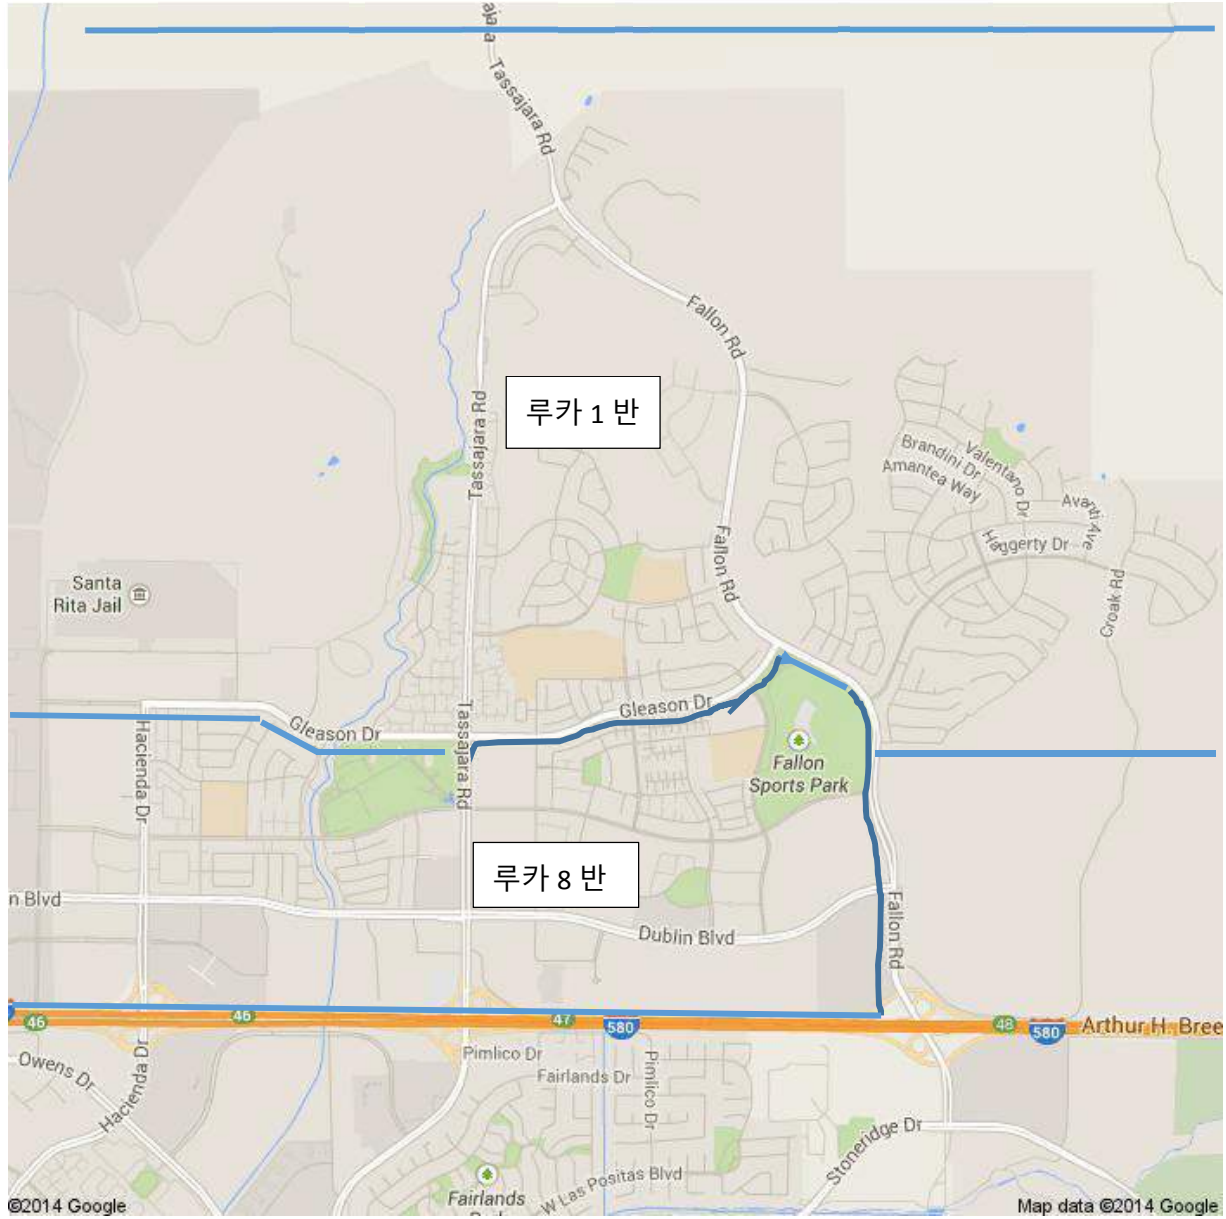 ajara
Tassajara Rd
Fallon Rd
루카 1 반
Tassajara Rd
Brandini Dr
Valentano Dr
Amantea Way
Avanti Ave
Haggerty Dr
Fallon Rd
Croak Rd
Santa
Rita Jail
Gleason Dr
Gleason Dr
Hacienda Dr
Tassajara Rd
Fallon
Sports Park
루카 8 반
n Blvd
Dublin Blvd
Fallon Rd
46
46
47
580
48
580
Arthur H. Bree
Owens Dr
Hacienda Dr
Pimlico Dr
Fairlands Dr
Pimlico Dr
Stoneridge Dr
W Las Positas Blvd
Fairlands
©2014 Google
Map data ©2014 Google